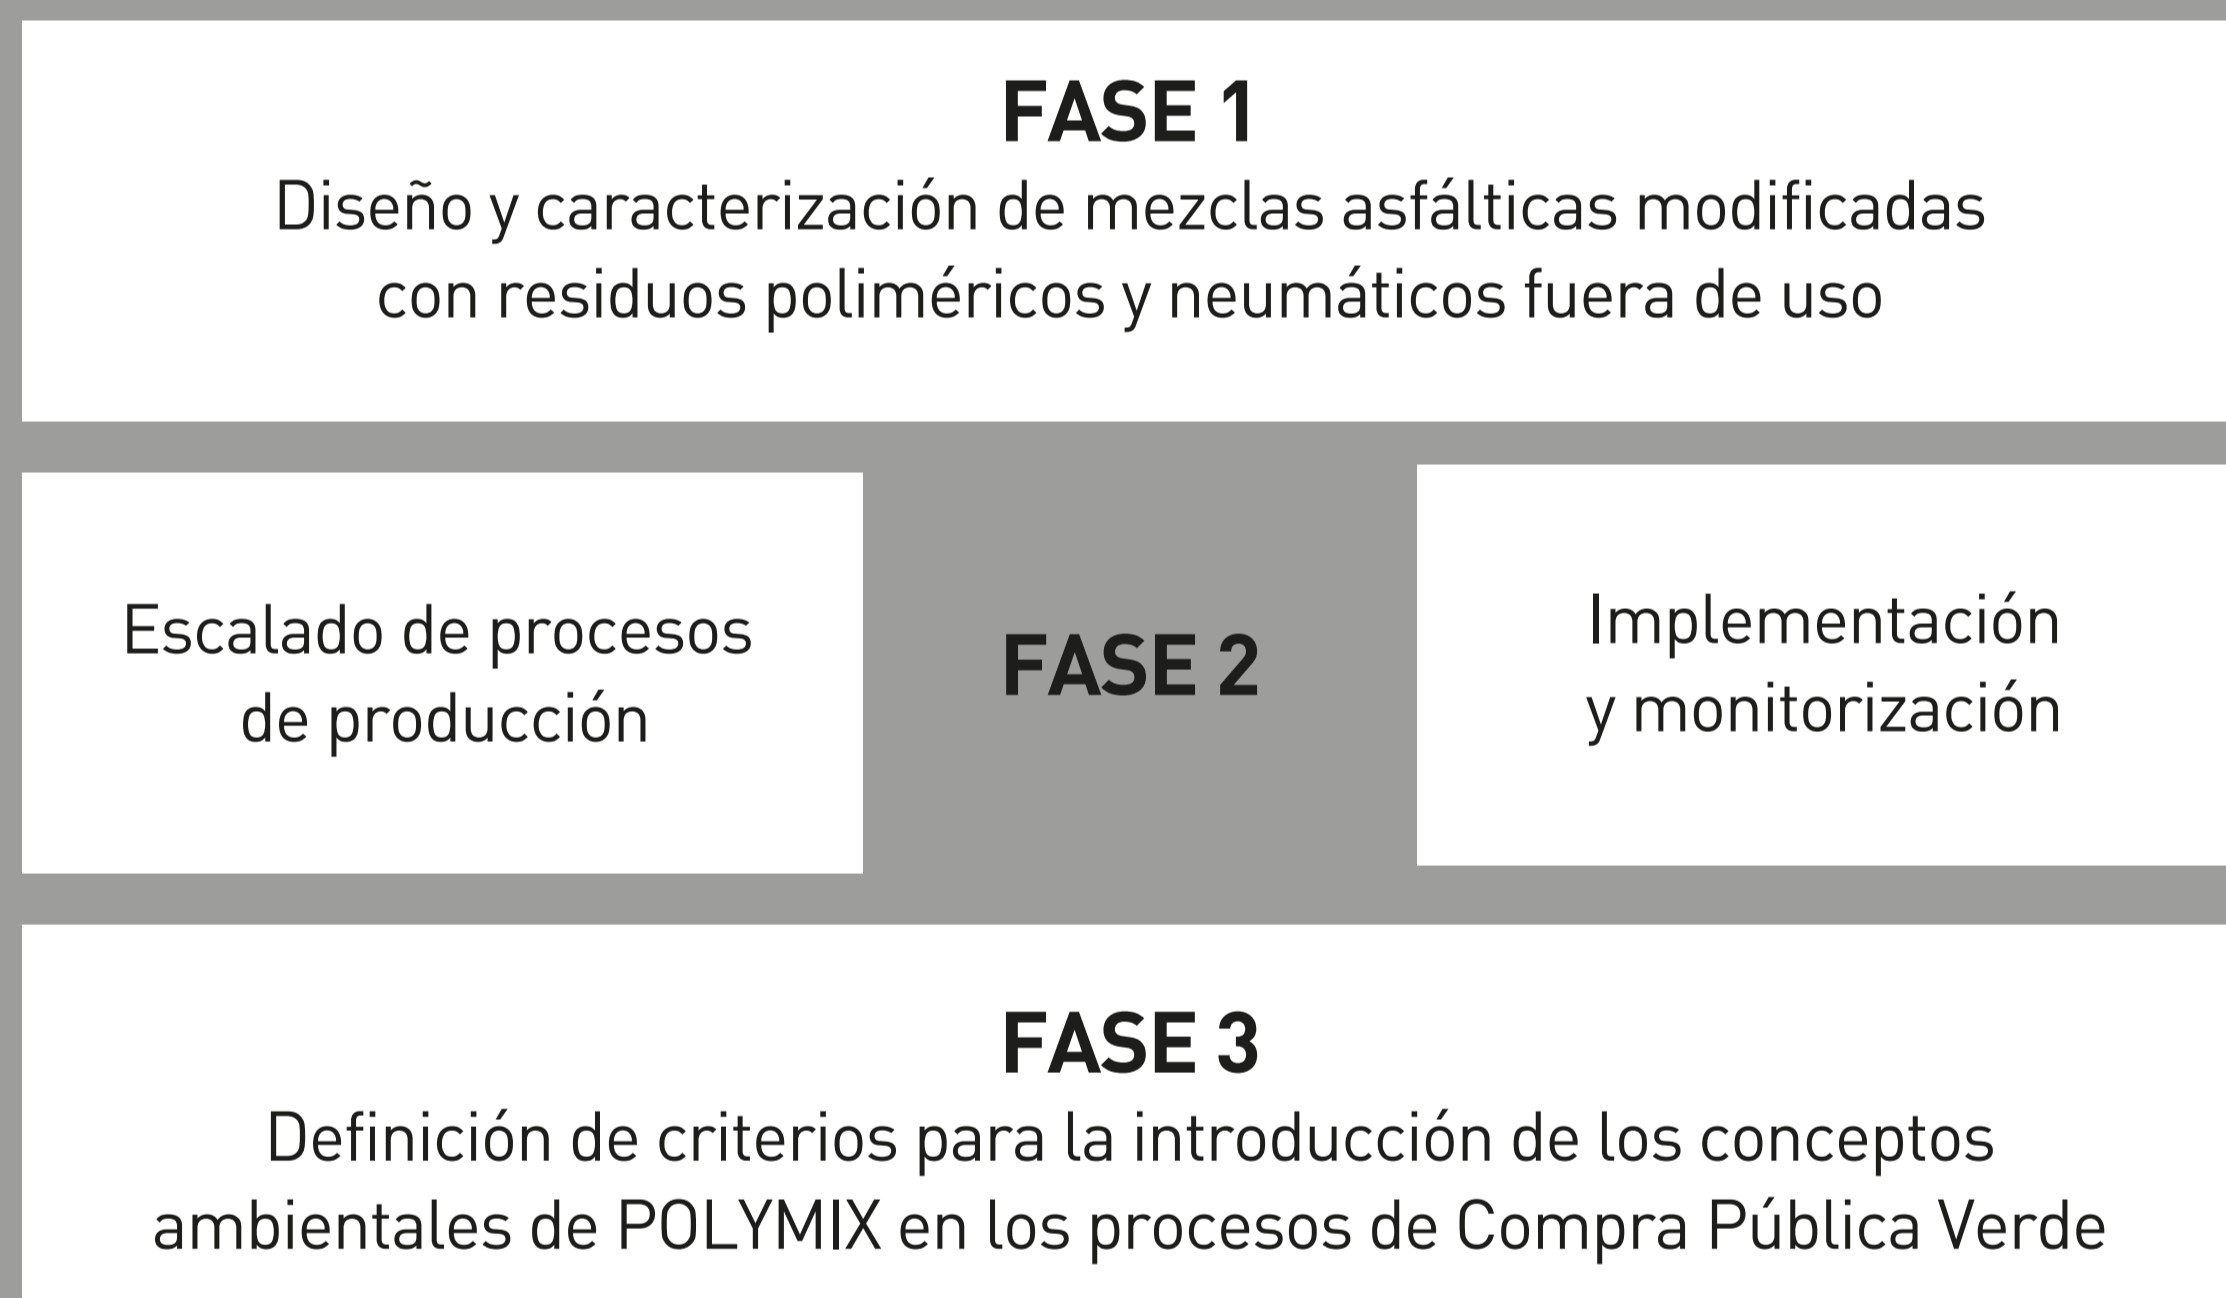 FASE 1
Diseño y caracterización de mezclas asfálticas modificadas
con residuos poliméricos y neumáticos fuera de uso
Escalado de procesos
de producción
FASE 2
Implementación
y monitorización
FASE 3
Definición de criterios para la introducción de los conceptos
ambientales de POLYMIX en los procesos de Compra Pública Verde